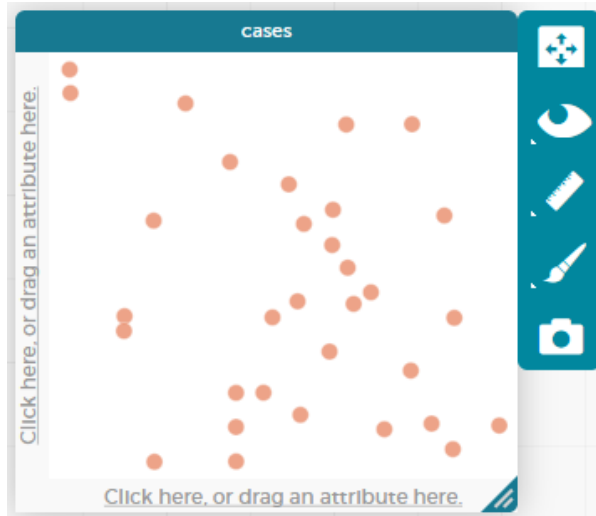 cases
Click here, or drag an attribute here.
Click here, or drag an attribute here.